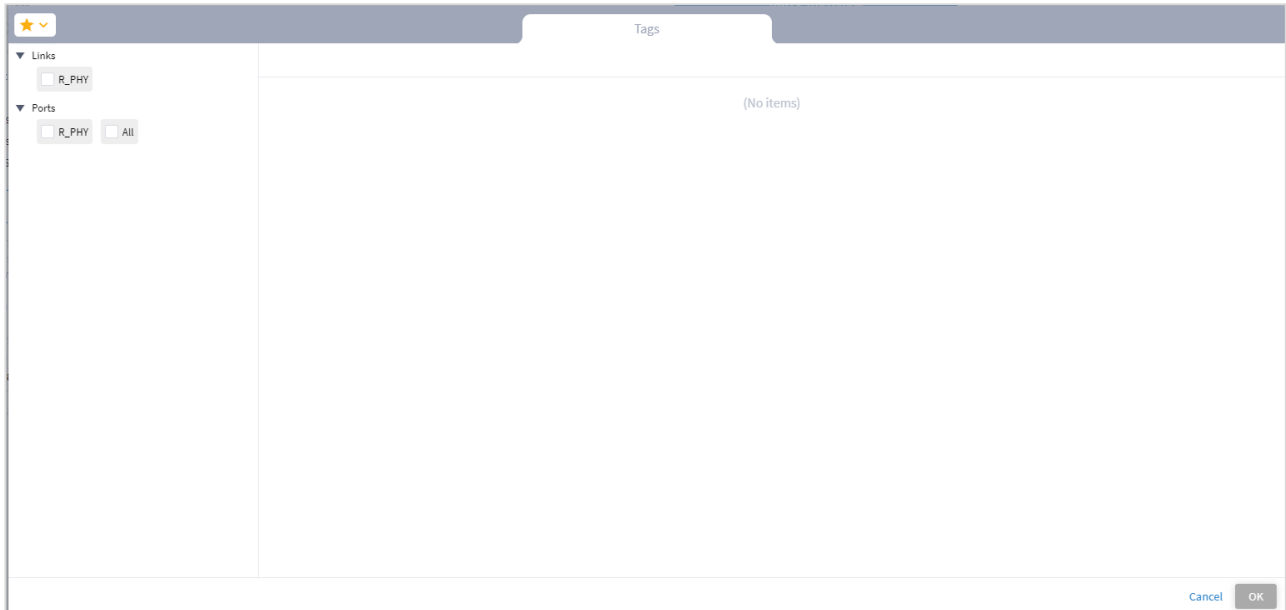 Tags
Links
R_PHY
(No items)
Ports
R_PHY All
Cancel OK